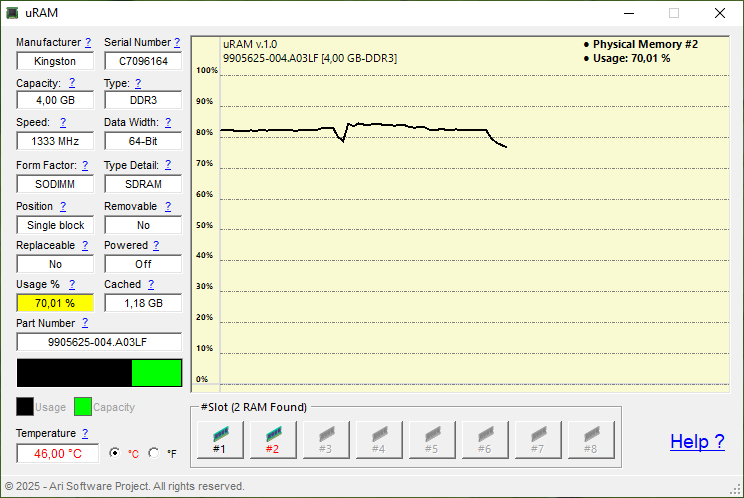 uRAM
Manufacturer ? Serial Number ?
Kingston C7096164
Capacity: ? Type: ?
4,00 GB DDR3
Speed: ? Data Width: ?
1333 MHz 64-Bit
Form Factor: ? Type Detail: ?
SODIMM SDRAM
Position ? Removable ?
Single block No
Replaceable ? Powered ?
No Off
Usage % ? Cached ?
70,01 % 1,18 GB
Part Number ?
9905625-004.A03LF
Usage Capacity
Temperature ?
46,00 °C °C °F
uRAM v.1.0
9905625-004.A03LF [4,00 GB-DDR3]
● Physical Memory #2
● Usage: 70,01 %
100%
90%
80%
70%
60%
50%
40%
30%
20%
10%
0%
#Slot (2 RAM Found)
#1 #2 #3 #4 #5 #6 #7 #8
Help ?
© 2025 - Ari Software Project. All rights reserved.